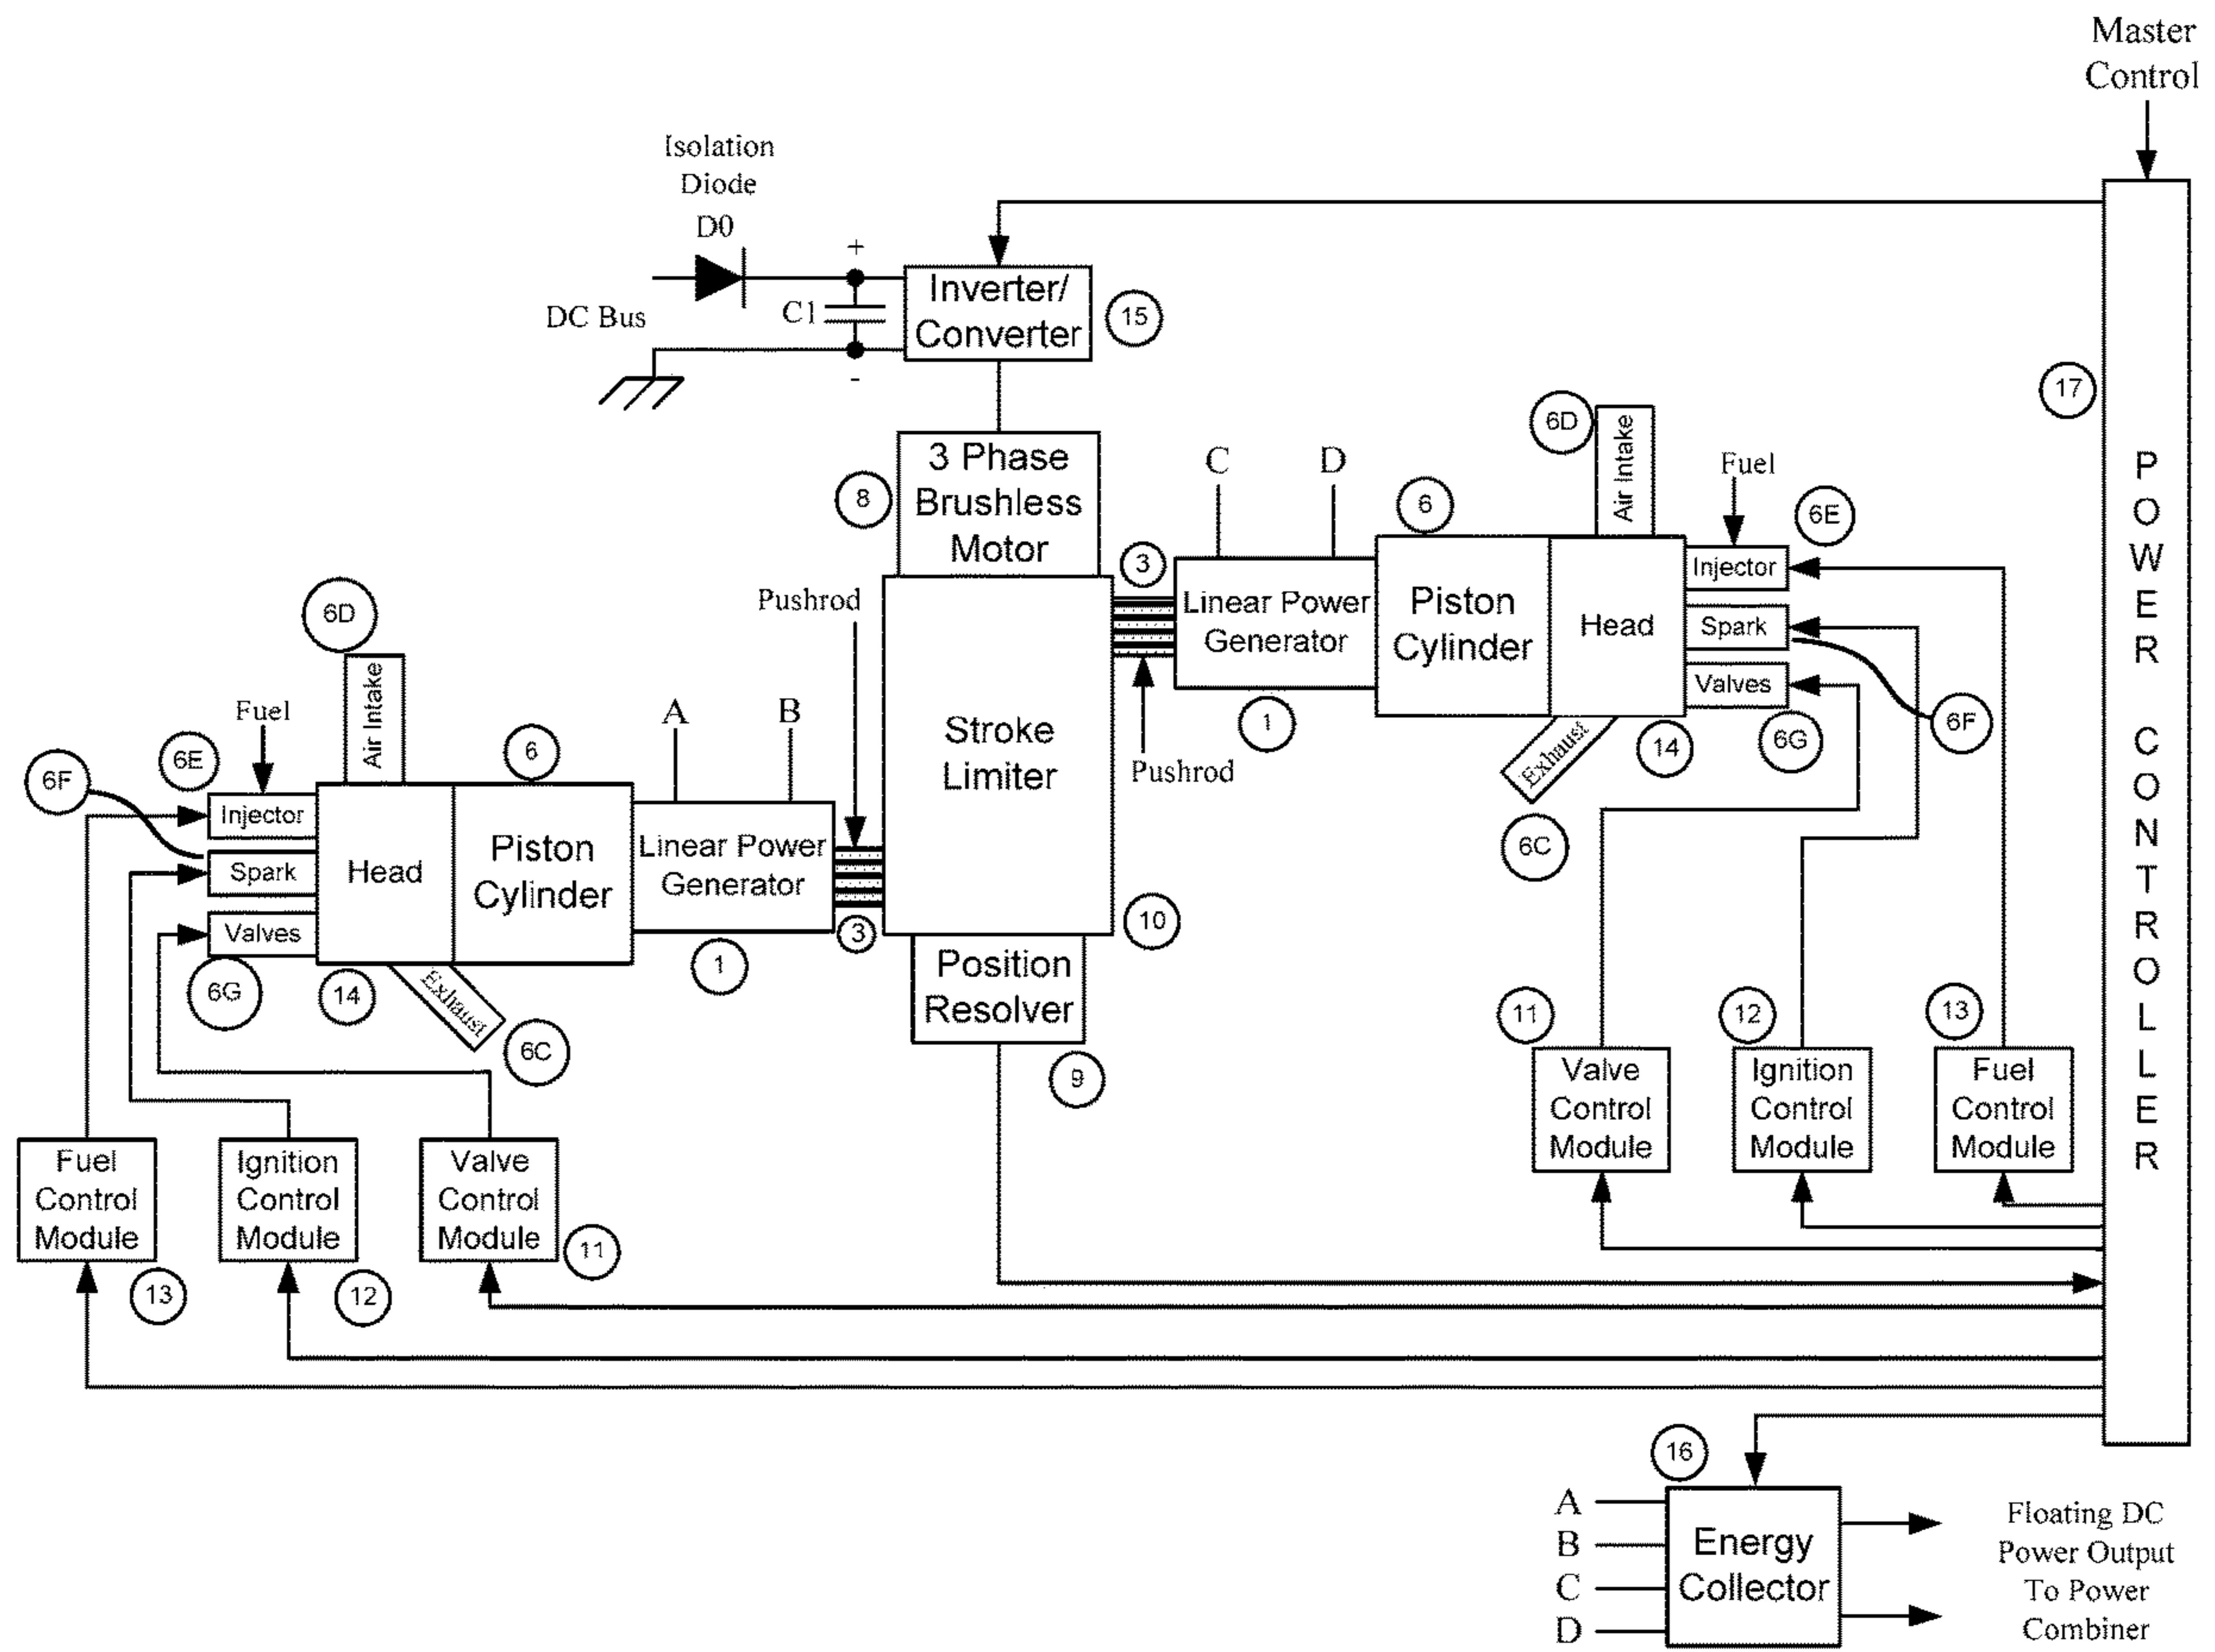 Master
Control
Isolation
Diode
D0
+
DC Bus
C1
-
Inverter/
Converter
15
17
3 Phase
Brushless
Motor
8
C
D
6
6D
Air Intake
Fuel
6E
3
Linear Power
Generator
Piston
Cylinder
Head
Injector
Spark
Valves
1
Pushrod
14
6G
6F
Exhaust
6C
POWER CONTROLLER
Pushrod
Stroke
Limiter
10
6D
Air Intake
Fuel
6E
6F
6
A
B
Injector
Spark
Valves
Head
Piston
Cylinder
Linear Power
Generator
3
1
6G
14
Exhaust
6C
Position
Resolver
9
11
12
13
Valve
Control
Module
Ignition
Control
Module
Fuel
Control
Module
Fuel
Control
Module
Ignition
Control
Module
Valve
Control
Module
13
12
11
16
A
B
C
D
Energy
Collector
Floating DC
Power Output
To Power
Combiner